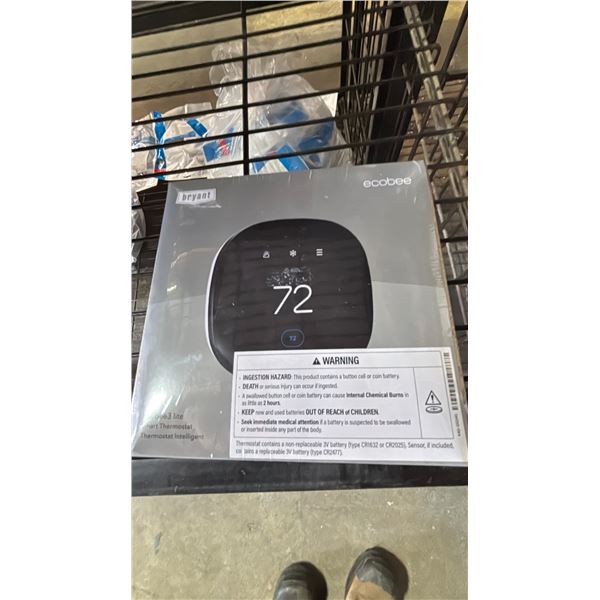 bryant
ecobee
72
72
WARNING
• INGESTION HAZARD: This product contains a button cell or coin battery.
• DEATH or serious injury can occur if ingested.
• A swallowed button cell or coin battery can cause Internal Chemical Burns in
as little as 2 hours.
• KEEP new and used batteries OUT OF REACH of CHILDREN.
• Seek immediate medical attention if a battery is suspected to be swallowed
or inserted inside any part of the body.
Thermostat contains a non-replaceable 3V battery (type CR1632 or CR2025), Sensor, if included,
contains a replaceable 3V battery (type CR2477).
lite
Thermostat
Thermostat Intelligent